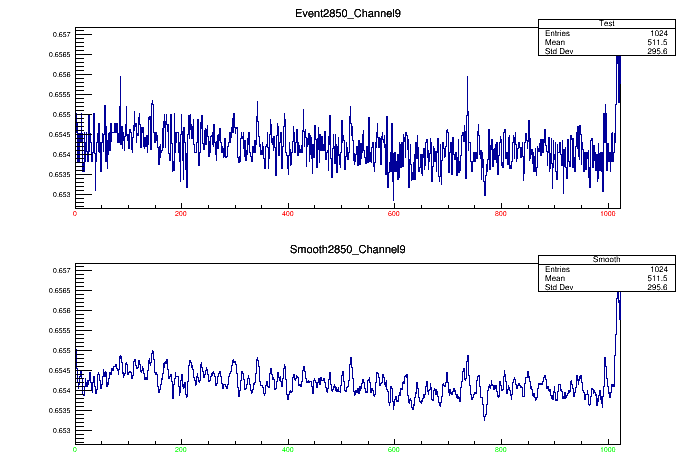 Event2850_Channel9
Test
Entries 1024
Mean 511.5
Std Dev 295.6
0.657
0.6565
0.656
0.6555
0.655
0.6545
0.654
0.6535
0.653
0 200 400 600 800 1000
Smooth2850_Channel9
Smooth
Entries 1024
Mean 511.5
Std Dev 295.6
0.657
0.6565
0.656
0.6555
0.655
0.6545
0.654
0.6535
0.653
0 200 400 600 800 1000